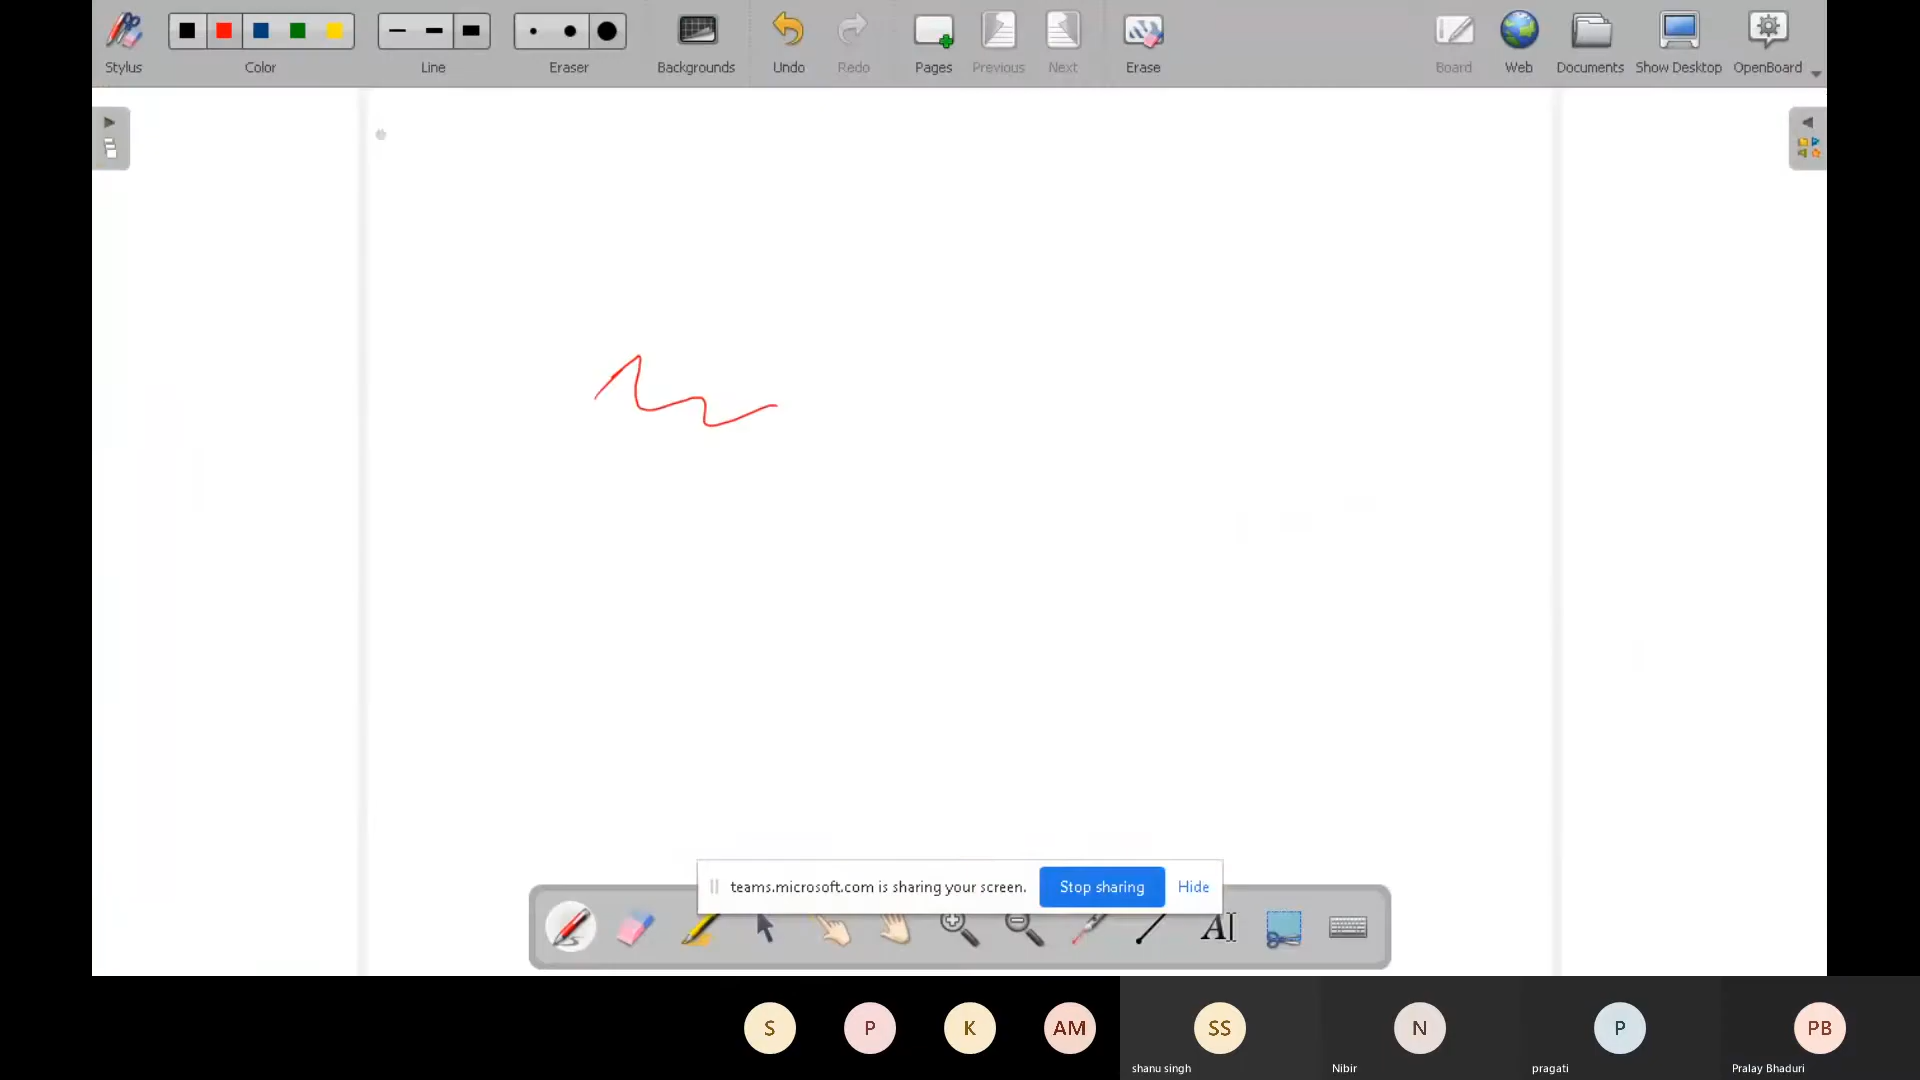 Stylus Color Line Eraser Backgrounds Undo Redo Pages Previous Next Erase Board Web Documents Show Desktop OpenBoard
teams.microsoft.com is sharing your screen. Stop sharing Hide
AI
S P K AM SS N P PB
shanu singh Nibir pragati Pralay Bhaduri